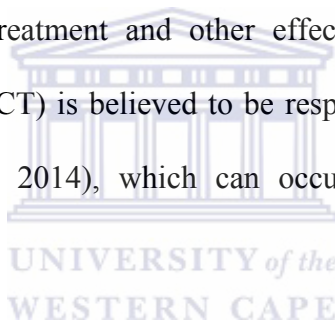 reatment and other effec
CT) is believed to be resp
2014), which can occu
UNIVERSITY of the
WESTERN CAPE